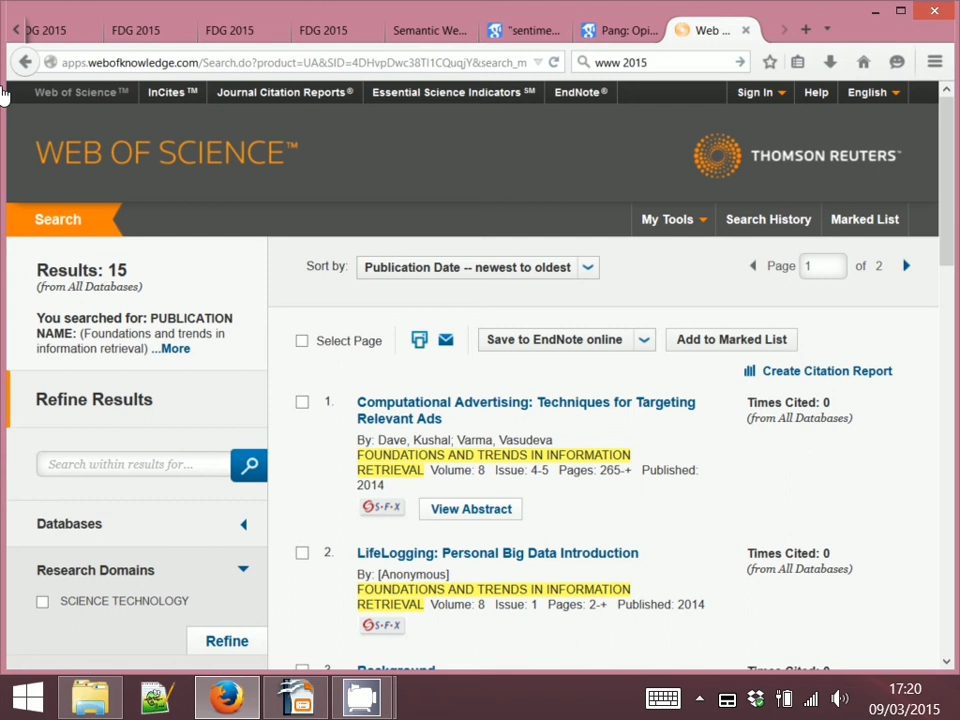 DG 2015
FDG 2015
FDG 2015
FDG 2015
Semantic We...
"sentime...
Pang: Opi...
Web ...
apps.webofknowledge.com/Search.do?product=UA&SID=4DHvpDwc38Tl1CQuqjY&search_m
www 2015
Web of Science™
InCites™
Journal Citation Reports®
Essential Science Indicators℠
EndNote®
Sign In
Help
English
WEB OF SCIENCE™
THOMSON REUTERS™
Search
My Tools
Search History
Marked List
Results: 15
(from All Databases)
You searched for: PUBLICATION
NAME: (Foundations and trends in
information retrieval) ...More
Refine Results
Search within results for...
Databases
Research Domains
SCIENCE TECHNOLOGY
Refine
Sort by: Publication Date -- newest to oldest
Page 1 of 2
Select Page
Save to EndNote online
Add to Marked List
Create Citation Report
1. Computational Advertising: Techniques for Targeting
Relevant Ads
By: Dave, Kushal; Varma, Vasudeva
FOUNDATIONS AND TRENDS IN INFORMATION
RETRIEVAL Volume: 8 Issue: 4-5 Pages: 265-+ Published:
2014
S·F·X
View Abstract
Times Cited: 0
(from All Databases)
2. LifeLogging: Personal Big Data Introduction
By: [Anonymous]
FOUNDATIONS AND TRENDS IN INFORMATION
RETRIEVAL Volume: 8 Issue: 1 Pages: 2-+ Published: 2014
S·F·X
Times Cited: 0
(from All Databases)
3. Background
Times Cited: 0
17:20
09/03/2015